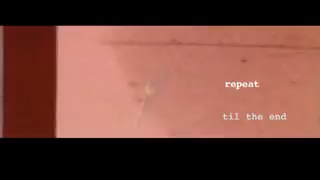 repeat
til the end